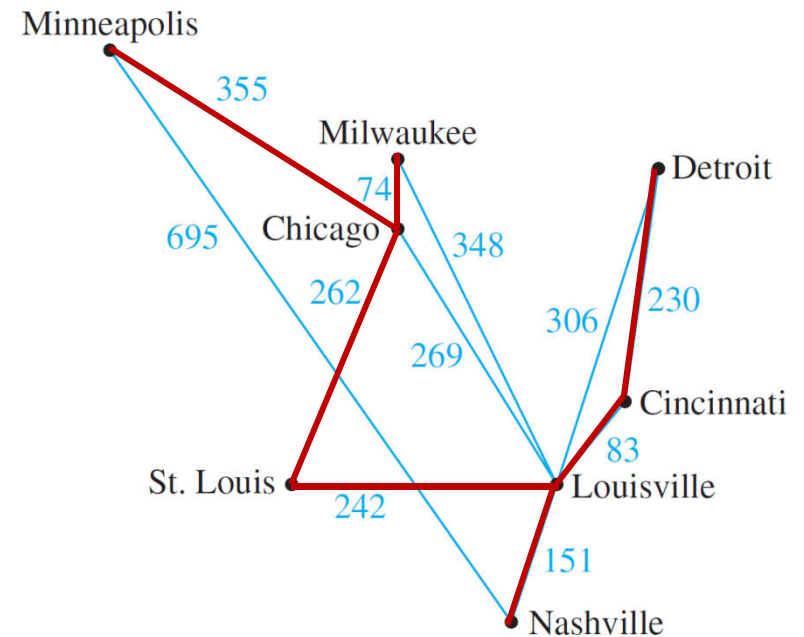 Minneapolis
355
Milwaukee
74
Detroit
Chicago
695
348
262
230
306
269
Cincinnati
83
St. Louis
Louisville
242
151
Nashville